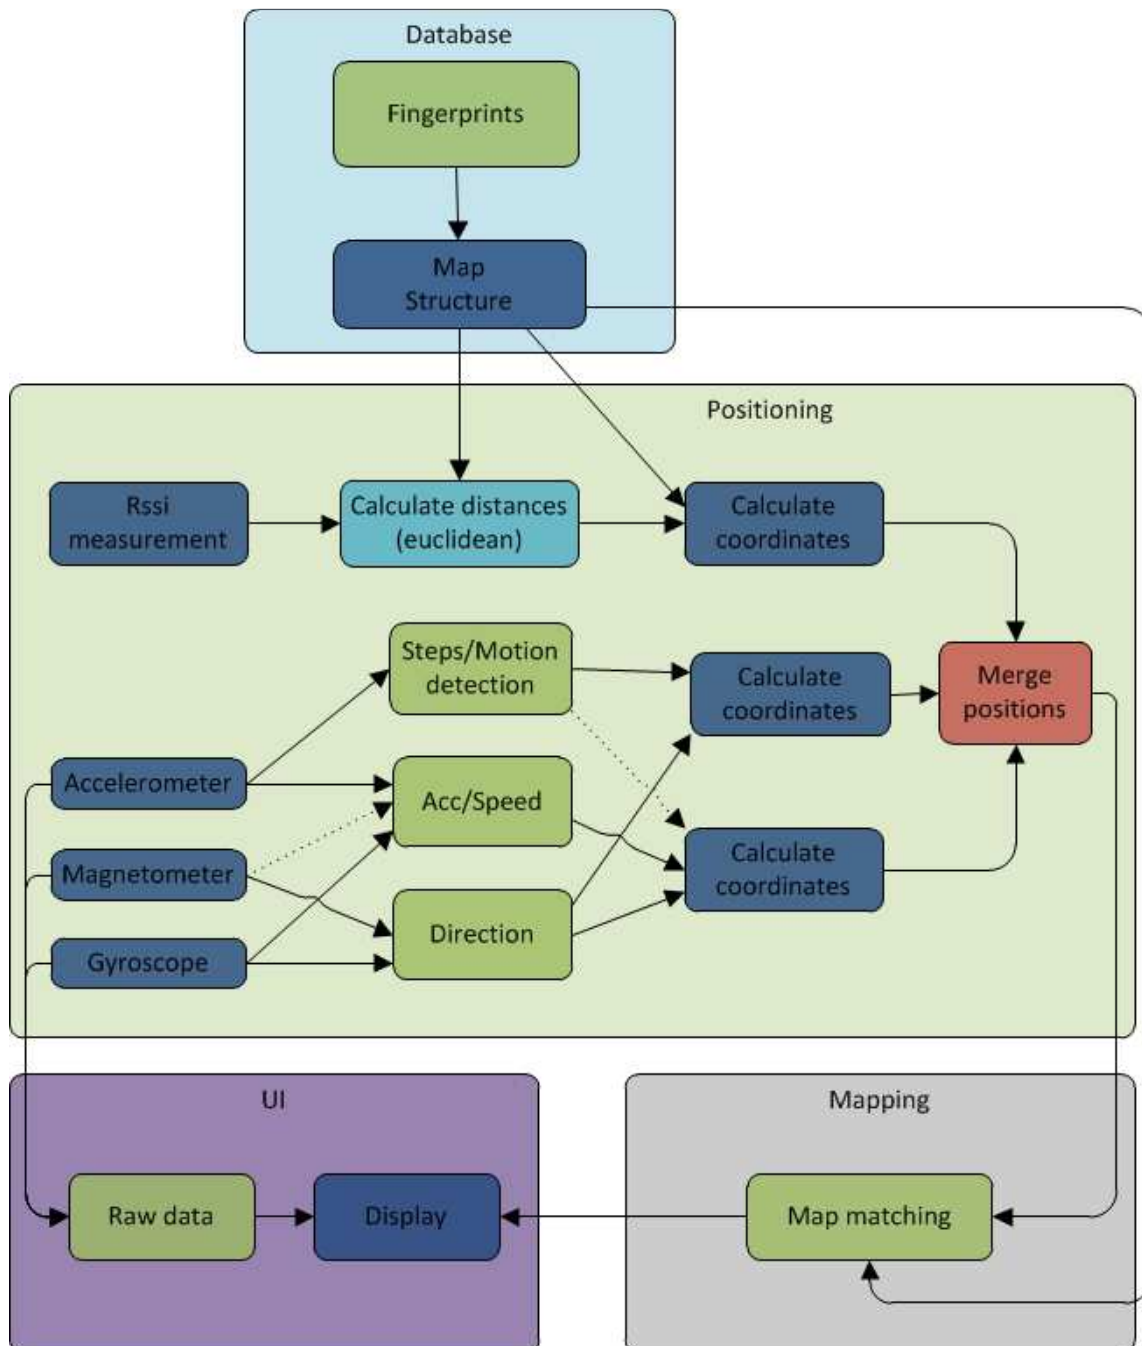 Database
Fingerprints
Map
Structure
Positioning
Rssi
measurement
Calculate distances
(euclidean)
Calculate
coordinates
Steps/Motion
detection
Calculate
coordinates
Merge
positions
Accelerometer
Acc/Speed
Magnetometer
Calculate
coordinates
Gyroscope
Direction
UI
Mapping
Raw data
Display
Map matching